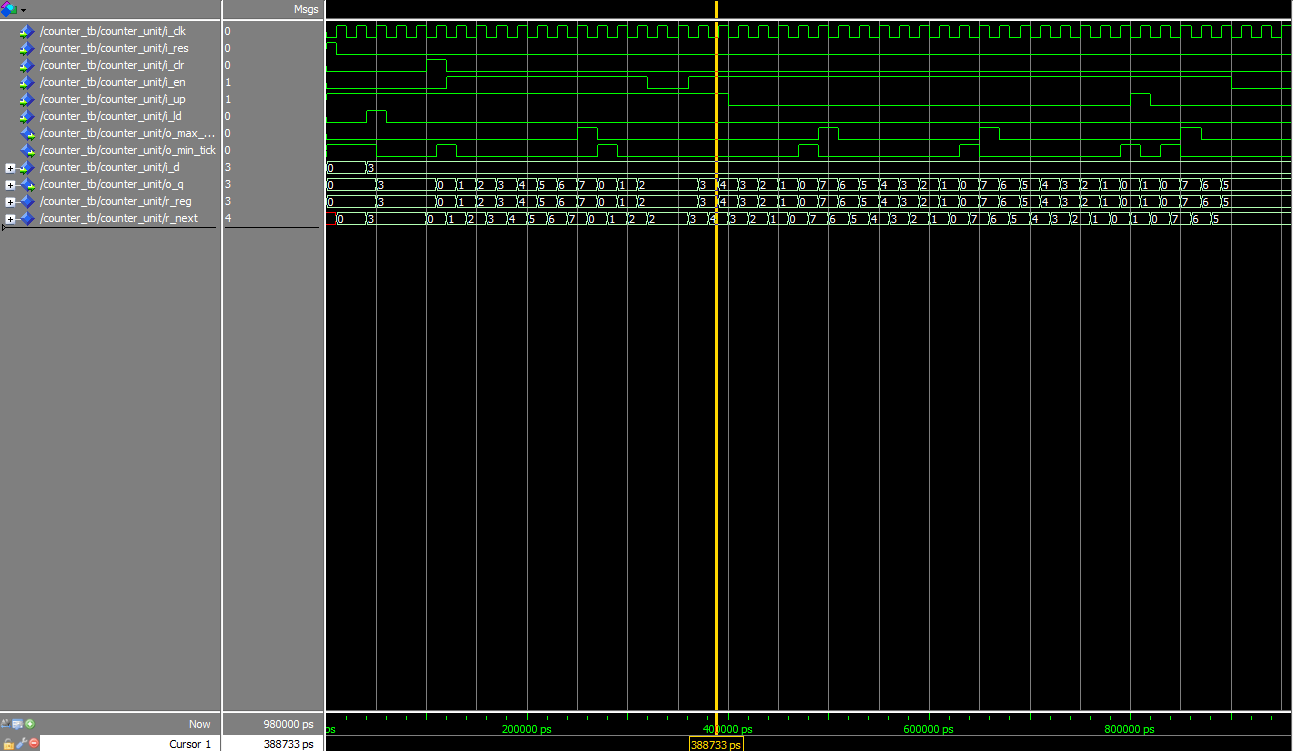 Msgs
/counter_tb/counter_unit/i_clk 0
/counter_tb/counter_unit/i_res 0
/counter_tb/counter_unit/i_clr 0
/counter_tb/counter_unit/i_en 1
/counter_tb/counter_unit/i_up 1
/counter_tb/counter_unit/i_ld 0
/counter_tb/counter_unit/o_max_... 0
/counter_tb/counter_unit/o_min_tick 0
/counter_tb/counter_unit/i_d 3 0 3
/counter_tb/counter_unit/o_q 3 0 3 0 1 2 3 4 5 6 7 0 1 2 3 4 3 2 1 0 7 6 5 4 3 2 1 0 7 6 5 4 3 2 1 0 1 0 7 6 5
/counter_tb/counter_unit/r_reg 3 0 3 0 1 2 3 4 5 6 7 0 1 2 3 4 3 2 1 0 7 6 5 4 3 2 1 0 7 6 5 4 3 2 1 0 1 0 7 6 5
/counter_tb/counter_unit/r_next 4 0 3 0 1 2 3 4 5 6 7 0 1 2 2 3 4 3 2 1 0 7 6 5 4 3 2 1 0 7 6 5 4 3 2 1 0 1 0 7 6 5
Now 980000 ps ps 200000 ps 400000 ps 600000 ps 800000 ps
Cursor 1 388733 ps 388733 ps